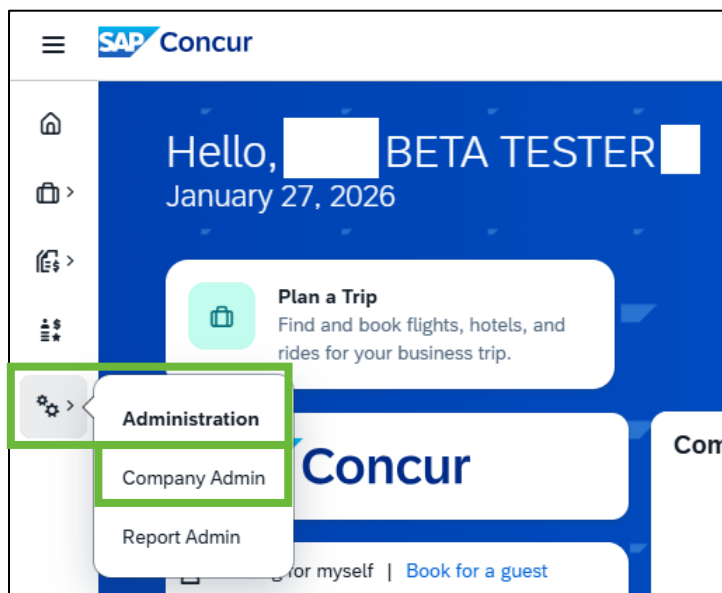 SAP Concur
Hello, BETA TESTER
January 27, 2026
Plan a Trip
Find and book flights, hotels, and
rides for your business trip.
Administration
Company Admin
Report Admin
Concur
Com
for myself | Book for a guest